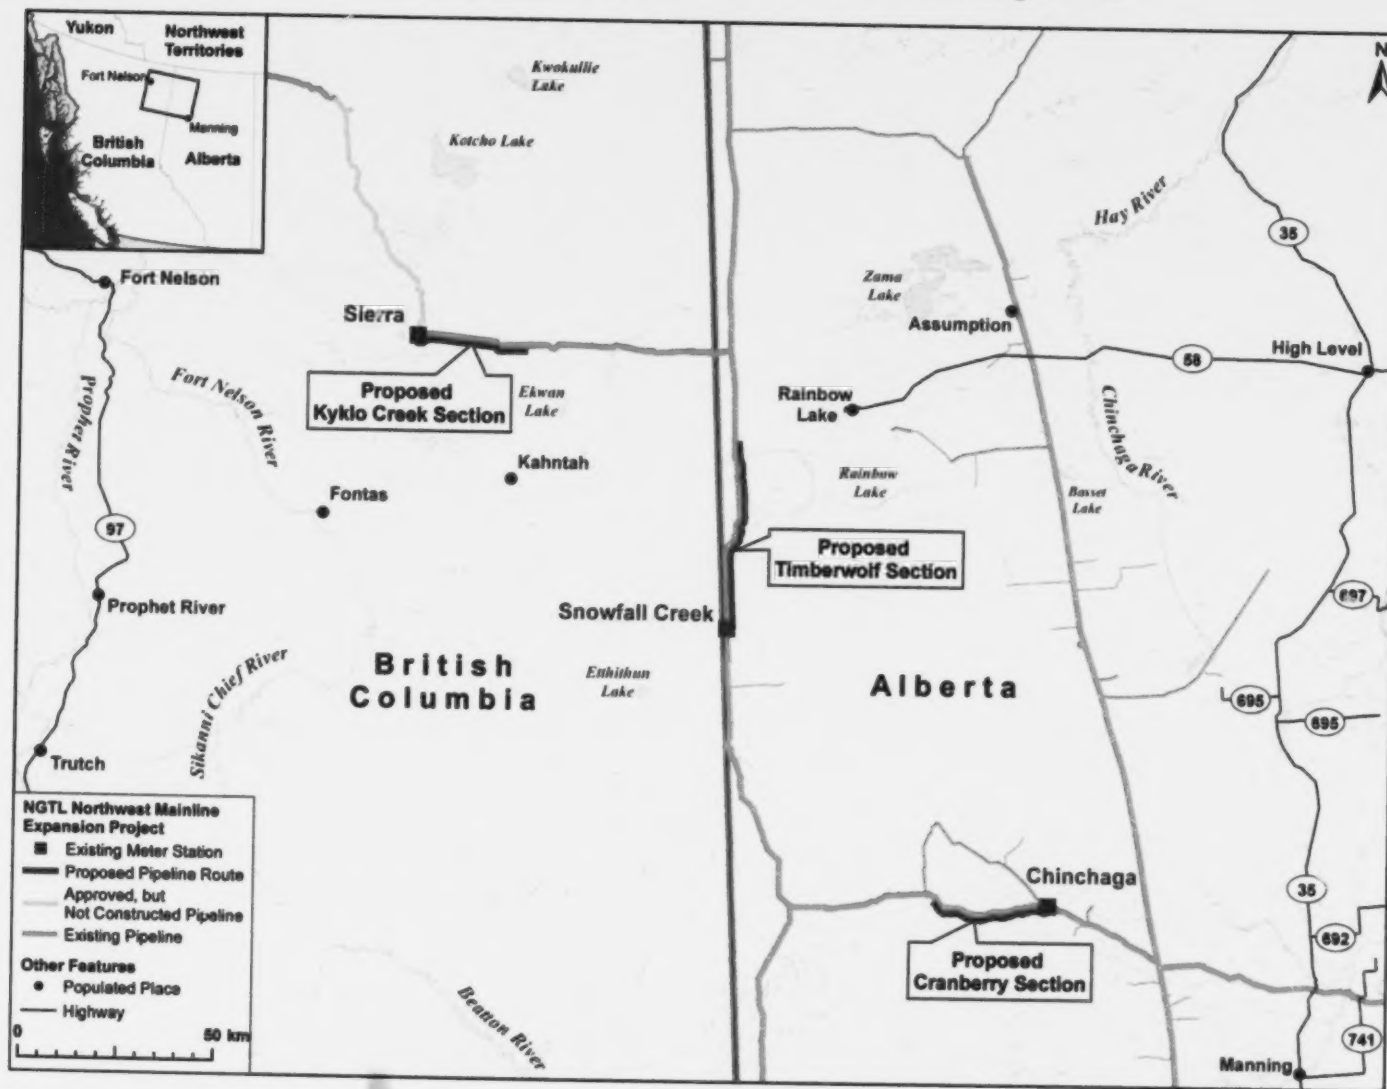 Yukon
Northwest
Territories
Fort Nelson
Manning
British
Columbia
Alberta
N
Kwokullie
Lake
Kotcho Lake
Hay River
35
Fort Nelson
Sierra
Zama
Lake
Assumption
58
High Level
Proposed
Kyklo Creek Section
Ekwan
Lake
Rainbow
Lake
Prophet River
Fort Nelson River
Chinchaga River
Kahntah
Fontas
Rainbow
Lake
Basset
Lake
97
Proposed
Timberwolf Section
Prophet River
Snowfall Creek
697
British
Columbia
Etthithun
Lake
Alberta
Sikanni Chief River
695
695
Trutch
NGTL Northwest Mainline
Expansion Project
Existing Meter Station
Proposed Pipeline Route
Approved, but
Not Constructed Pipeline
Existing Pipeline
Other Features
Populated Place
Highway
0 50 km
Chinchaga
35
692
Proposed
Cranberry Section
Beatton River
741
Manning